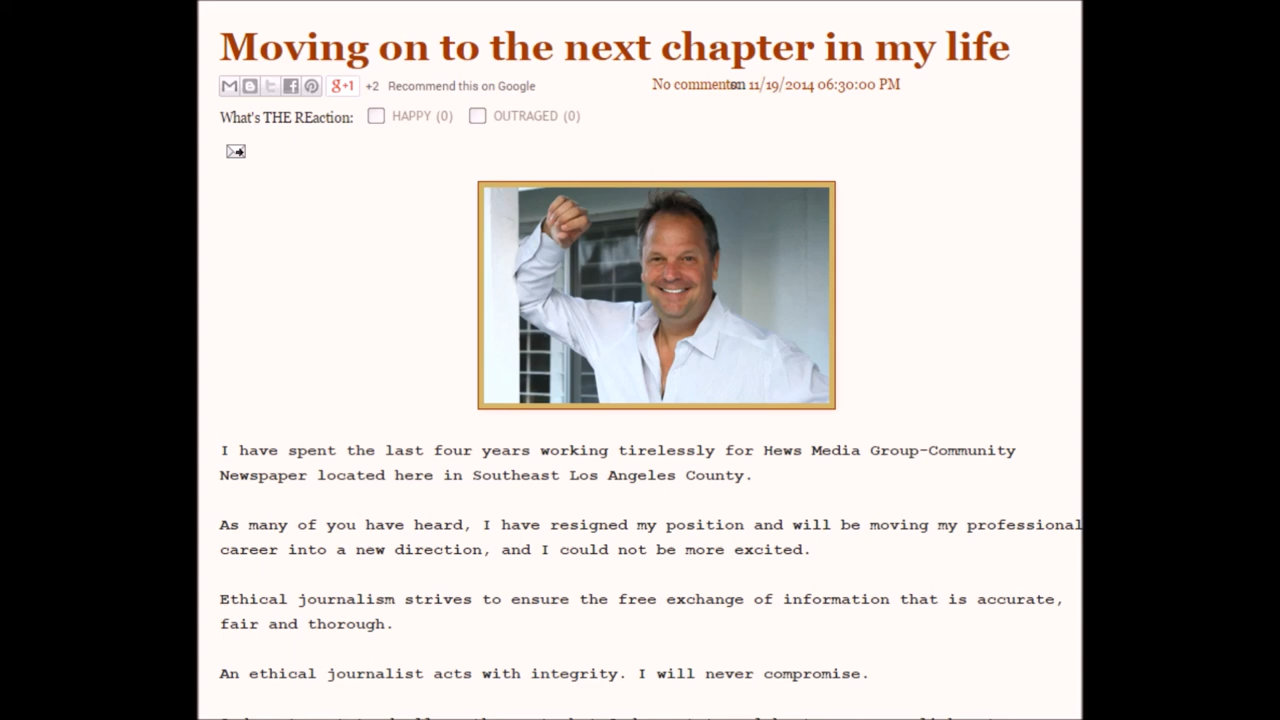 Moving on to the next chapter in my life
g+1 +2 Recommend this on Google No comments on 11/19/2014 06:30:00 PM
What's THE REaction: HAPPY (0) OUTRAGED (0)
I have spent the last four years working tirelessly for Hews Media Group-Community
Newspaper located here in Southeast Los Angeles County.
As many of you have heard, I have resigned my position and will be moving my professional
career into a new direction, and I could not be more excited.
Ethical journalism strives to ensure the free exchange of information that is accurate,
fair and thorough.
An ethical journalist acts with integrity. I will never compromise.